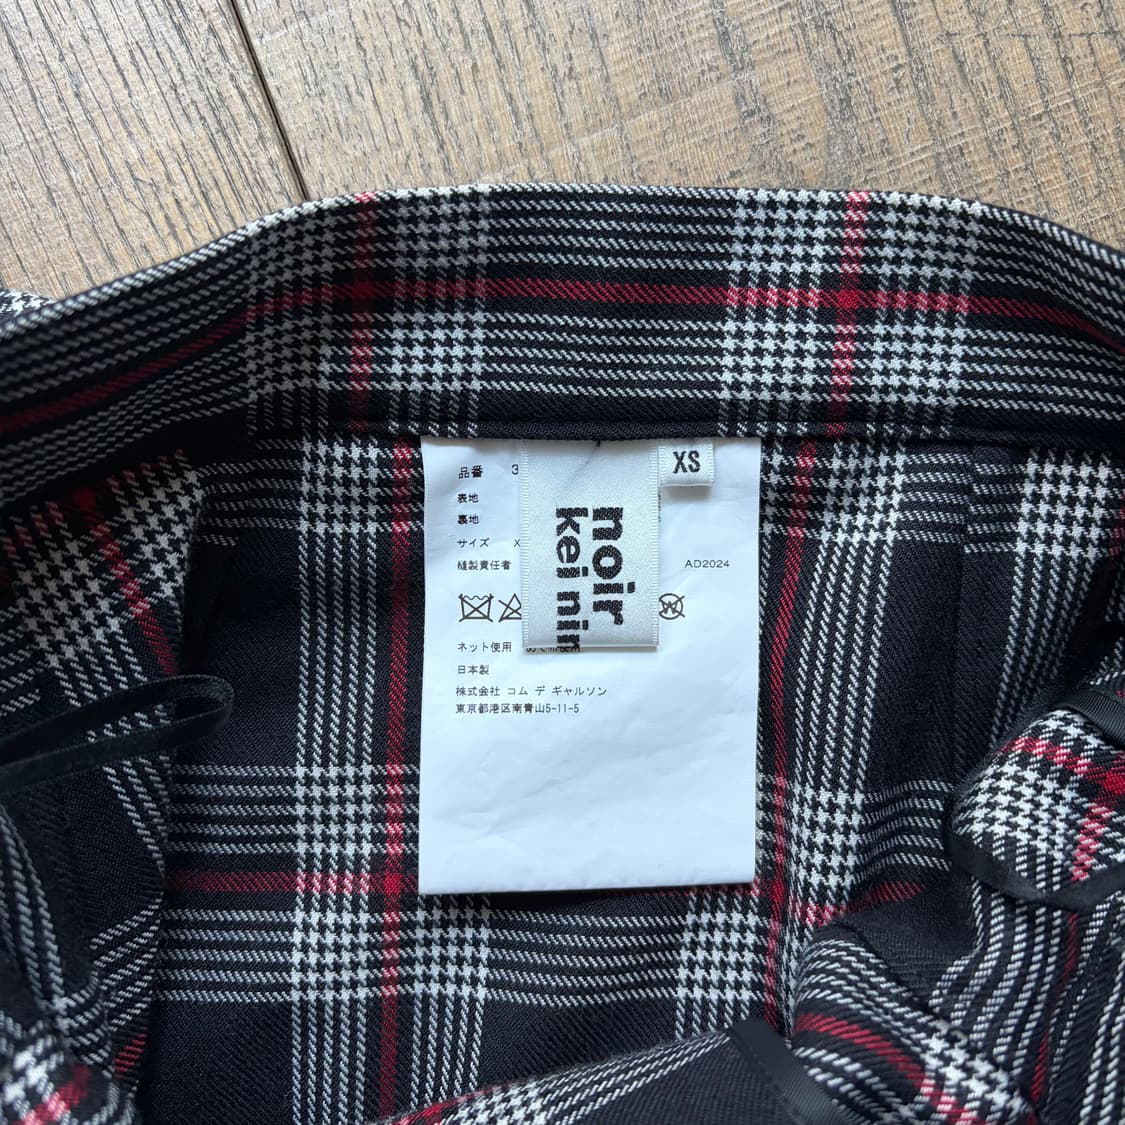 品番 3
表地
裏地
サイズ X
縫製責任者
AD2024
XS
noir
kei ninomiya
ネット使用
日本製
株式会社 コム デ ギャルソン
東京都港区南青山5-11-5